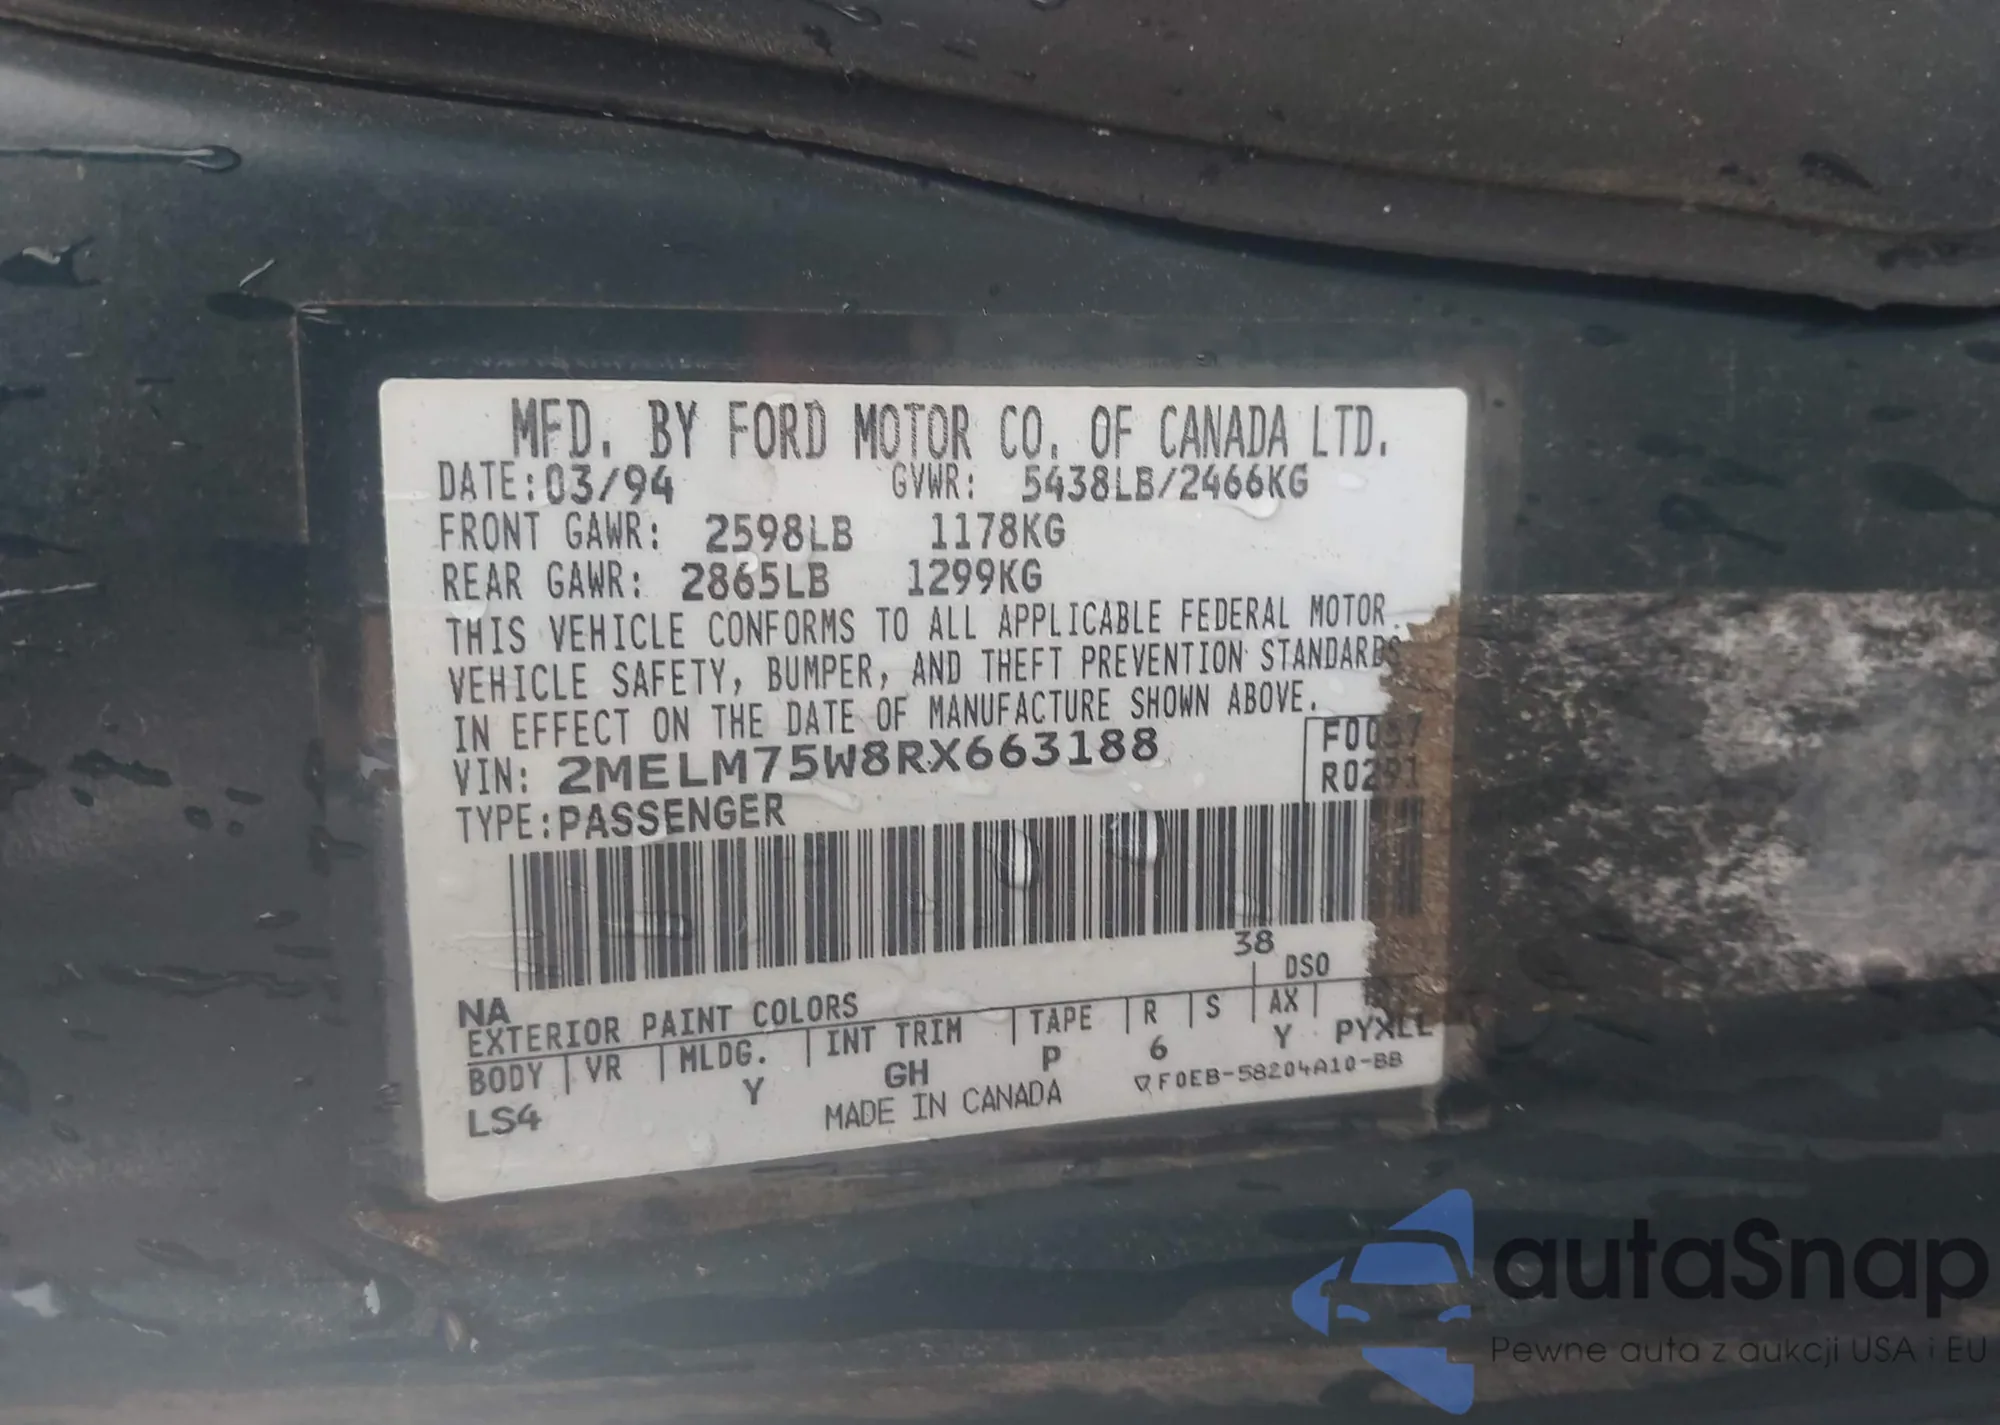 MFD. BY FORD MOTOR CO. OF CANADA LTD.
DATE:03/94 GVWR: 5438LB/2466KG
FRONT GAWR: 2598LB 1178KG
REAR GAWR: 2865LB 1299KG
THIS VEHICLE CONFORMS TO ALL APPLICABLE FEDERAL MOTOR
VEHICLE SAFETY, BUMPER, AND THEFT PREVENTION STANDARDS
IN EFFECT ON THE DATE OF MANUFACTURE SHOWN ABOVE.
VIN: 2MELM75W8RX663188
TYPE:PASSENGER
R0291
38
NA DSO
EXTERIOR PAINT COLORS
BODY VR MLDG. INT TRIM TAPE R S AX
LS4 Y GH P 6 Y PYXLL
MADE IN CANADA F0EB-58204A10-BB
autaSnap
Pewne auta z aukcji USA i EU